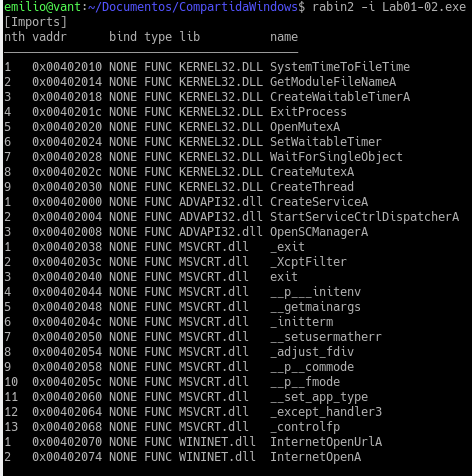 emilio@vant:~/Documentos/CompartidaWindows$ rabin2 -i Lab01-02.exe
[Imports]
nth vaddr      bind type lib          name
1   0x00402010 NONE FUNC KERNEL32.DLL SystemTimeToFileTime
2   0x00402014 NONE FUNC KERNEL32.DLL GetModuleFileNameA
3   0x00402018 NONE FUNC KERNEL32.DLL CreateWaitableTimerA
4   0x0040201c NONE FUNC KERNEL32.DLL ExitProcess
5   0x00402020 NONE FUNC KERNEL32.DLL OpenMutexA
6   0x00402024 NONE FUNC KERNEL32.DLL SetWaitableTimer
7   0x00402028 NONE FUNC KERNEL32.DLL WaitForSingleObject
8   0x0040202c NONE FUNC KERNEL32.DLL CreateMutexA
9   0x00402030 NONE FUNC KERNEL32.DLL CreateThread
1   0x00402000 NONE FUNC ADVAPI32.dll CreateServiceA
2   0x00402004 NONE FUNC ADVAPI32.dll StartServiceCtrlDispatcherA
3   0x00402008 NONE FUNC ADVAPI32.dll OpenSCManagerA
1   0x00402038 NONE FUNC MSVCRT.dll   _exit
2   0x0040203c NONE FUNC MSVCRT.dll   _XcptFilter
3   0x00402040 NONE FUNC MSVCRT.dll   exit
4   0x00402044 NONE FUNC MSVCRT.dll   __p___initenv
5   0x00402048 NONE FUNC MSVCRT.dll   __getmainargs
6   0x0040204c NONE FUNC MSVCRT.dll   _initterm
7   0x00402050 NONE FUNC MSVCRT.dll   __setusermatherr
8   0x00402054 NONE FUNC MSVCRT.dll   _adjust_fdiv
9   0x00402058 NONE FUNC MSVCRT.dll   __p__commode
10  0x0040205c NONE FUNC MSVCRT.dll   __p__fmode
11  0x00402060 NONE FUNC MSVCRT.dll   __set_app_type
12  0x00402064 NONE FUNC MSVCRT.dll   _except_handler3
13  0x00402068 NONE FUNC MSVCRT.dll   _controlfp
1   0x00402070 NONE FUNC WININET.dll  InternetOpenUrlA
2   0x00402074 NONE FUNC WININET.dll  InternetOpenA